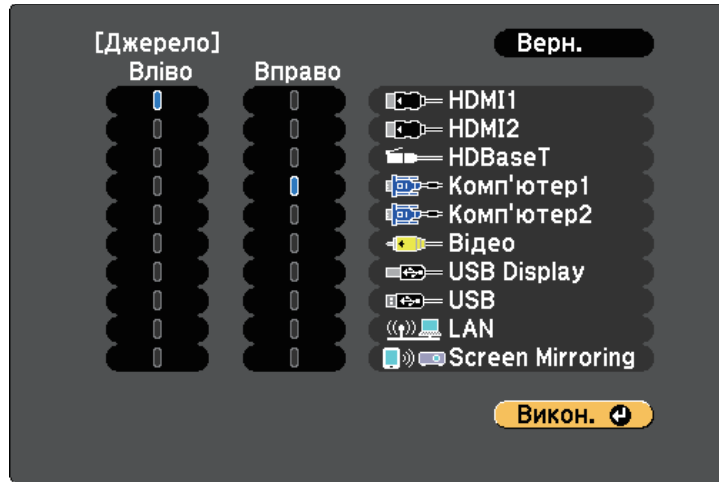 [Джерело]
Верн.
Вліво Вправо
HDMI1
HDMI2
HDBaseT
Комп'ютер1
Комп'ютер2
Відео
USB Display
USB
LAN
Screen Mirroring
Викон.